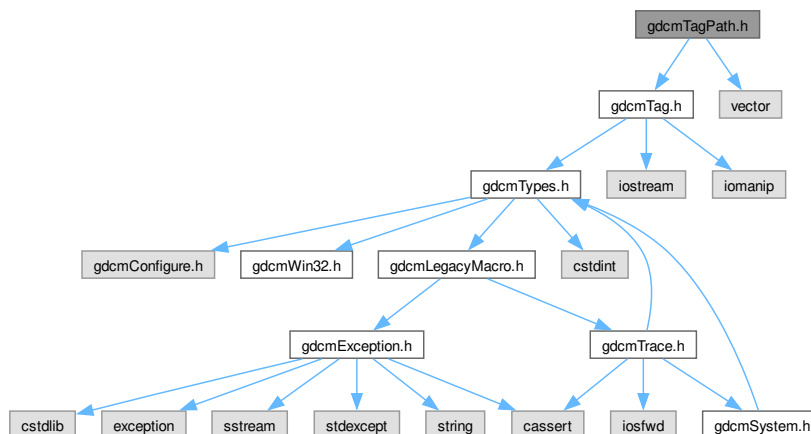 gdcmTagPath.h
gdcmTag.h
vector
gdcmTypes.h
iostream
iomanip
gdcmConfigure.h
gdcmWin32.h
gdcmLegacyMacro.h
cstdint
gdcmException.h
gdcmTrace.h
cstdlib
exception
sstream
stdexcept
string
cassert
iosfwd
gdcmSystem.h